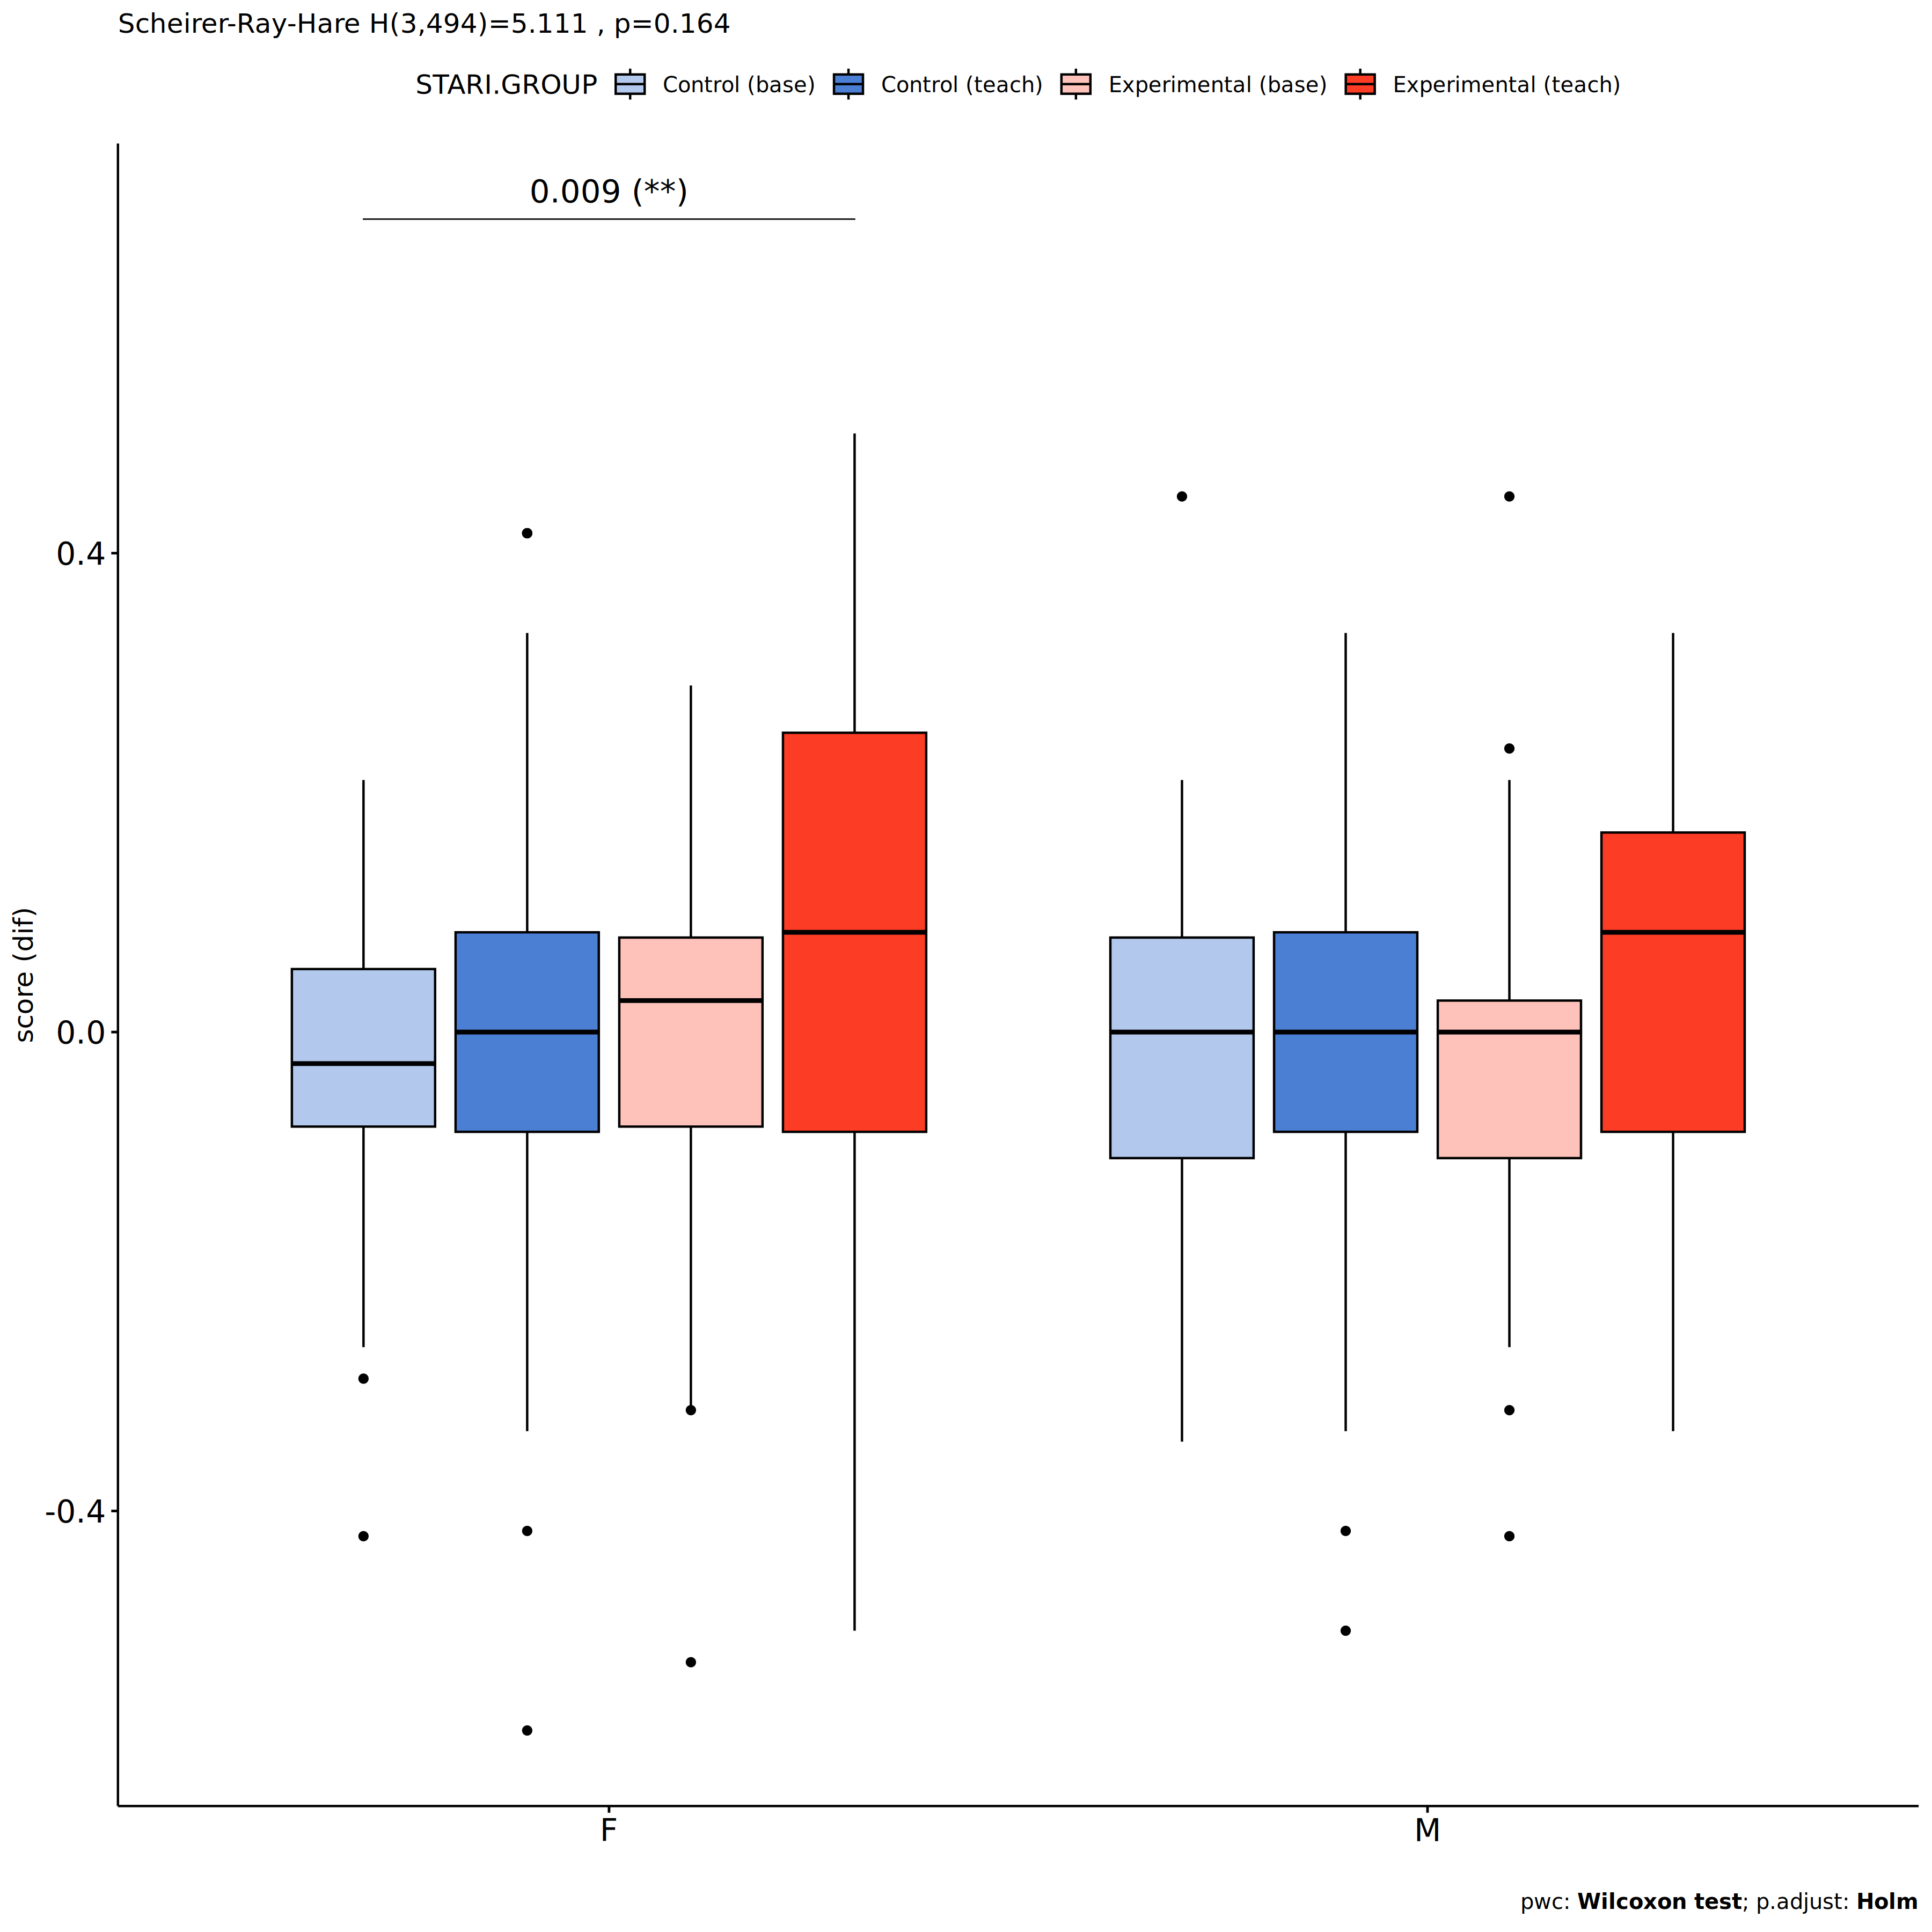 Scheirer-Ray-Hare H(3,494)=5.111 , p=0.164
STARI.GROUP Control (base) Control (teach) Experimental (base) Experimental (teach)
0.009 (**)
0.4
0.0
-0.4
score (dif)
F M
pwc: Wilcoxon test; p.adjust: Holm